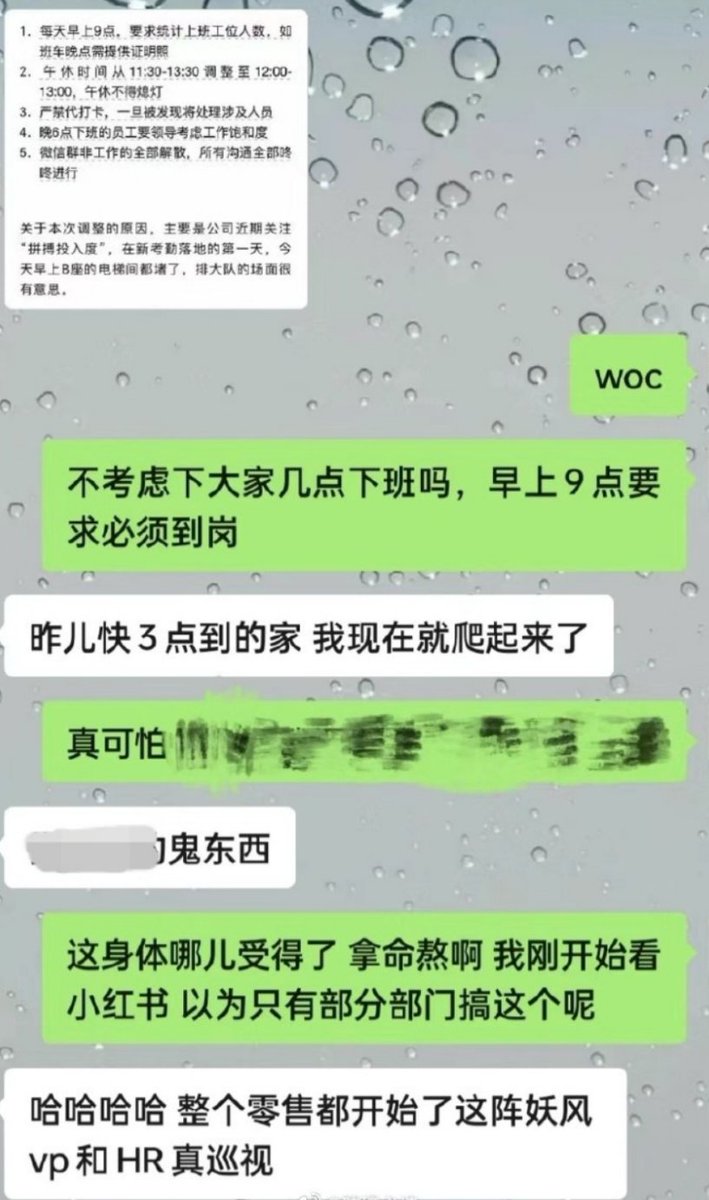 1. 每天早上9点，要求统计上班工位人数，如
班车晚点需提供证明照
2. 午休时间从11:30-13:30调整至12:00-
13:00，午休不得熄灯
3. 严禁代打卡，一旦被发现将处理涉及人员
4. 晚6点下班的员工要领导考虑工作饱和度
5. 微信群非工作的全部解散，所有沟通全部咚
咚进行
关于本次调整的原因，主要是公司近期关注
“拼搏投入度”，在新考勤落地的第一天，今
天早上B座的电梯间都堵了，排大队的场面很
有意思。
woc
不考虑下大家几点下班吗，早上9点要
求必须到岗
昨儿快3点到的家 我现在就爬起来了
真可怕
鬼东西
这身体哪儿受得了 拿命熬啊 我刚开始看
小红书 以为只有部分部门搞这个呢
哈哈哈哈 整个零售都开始了这阵妖风
vp和HR真巡视